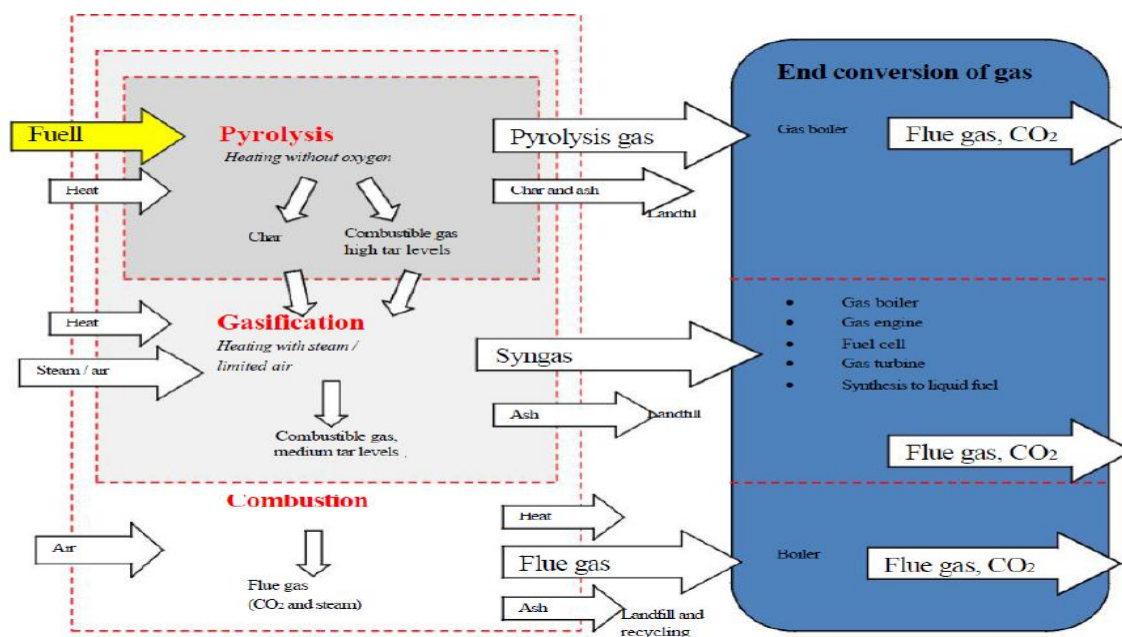 End conversion of gas
Fuell
Pyrolysis
Heating without oxygen
Pyrolysis gas
Gas boiler
Flue gas, CO₂
Heat
Char and ash
Landful
Char
Combustible gas
high tar levels
Heat
Gasification
Heating with steam /
limited air
Steam / air
Syngas
• Gas boiler
• Gas engine
• Fuel cell
• Gas turbine
• Synthesis to liquid fuel
Ash
Landfill
Combustible gas,
medium tar levels .
Flue gas, CO₂
Combustion
Heat
Air
Flue gas
Boiler
Flue gas, CO₂
Flue gas
(CO₂ and steam)
Ash
Landfill and
recycling